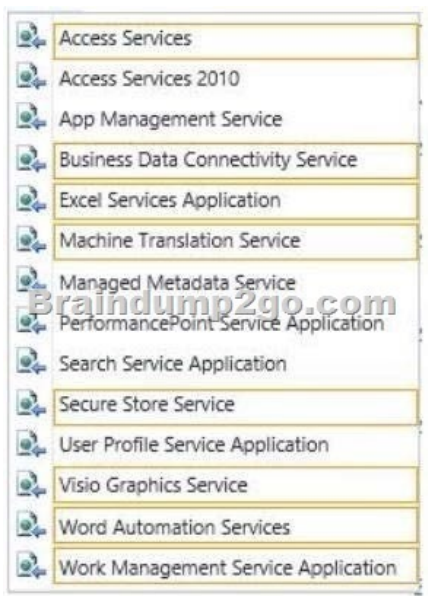 Access Services
Access Services 2010
App Management Service
Business Data Connectivity Service
Excel Services Application
Machine Translation Service
Managed Metadata Service
Braindump2go.com
PerformancePoint Service Application
Search Service Application
Secure Store Service
User Profile Service Application
Visio Graphics Service
Word Automation Services
Work Management Service Application